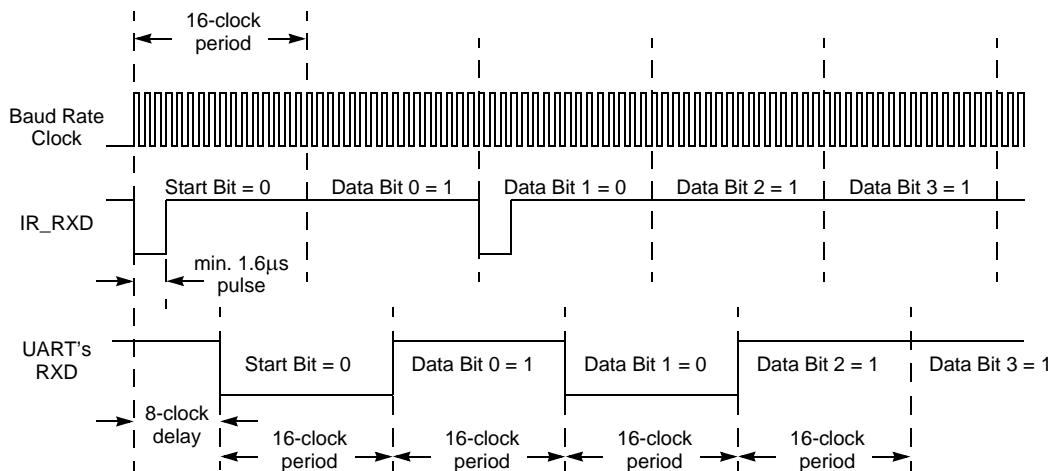 16-clock
period
Baud Rate
Clock
Start Bit = 0
Data Bit 0 = 1
Data Bit 1 = 0
Data Bit 2 = 1
Data Bit 3 = 1
IR_RXD
min. 1.6μs
pulse
UART's
RXD
Start Bit = 0
Data Bit 0 = 1
Data Bit 1 = 0
Data Bit 2 = 1
Data Bit 3 = 1
8-clock
delay
16-clock
period
16-clock
period
16-clock
period
16-clock
period